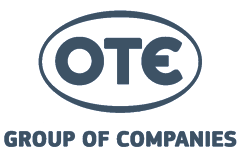 OTE
GROUP OF COMPANIES